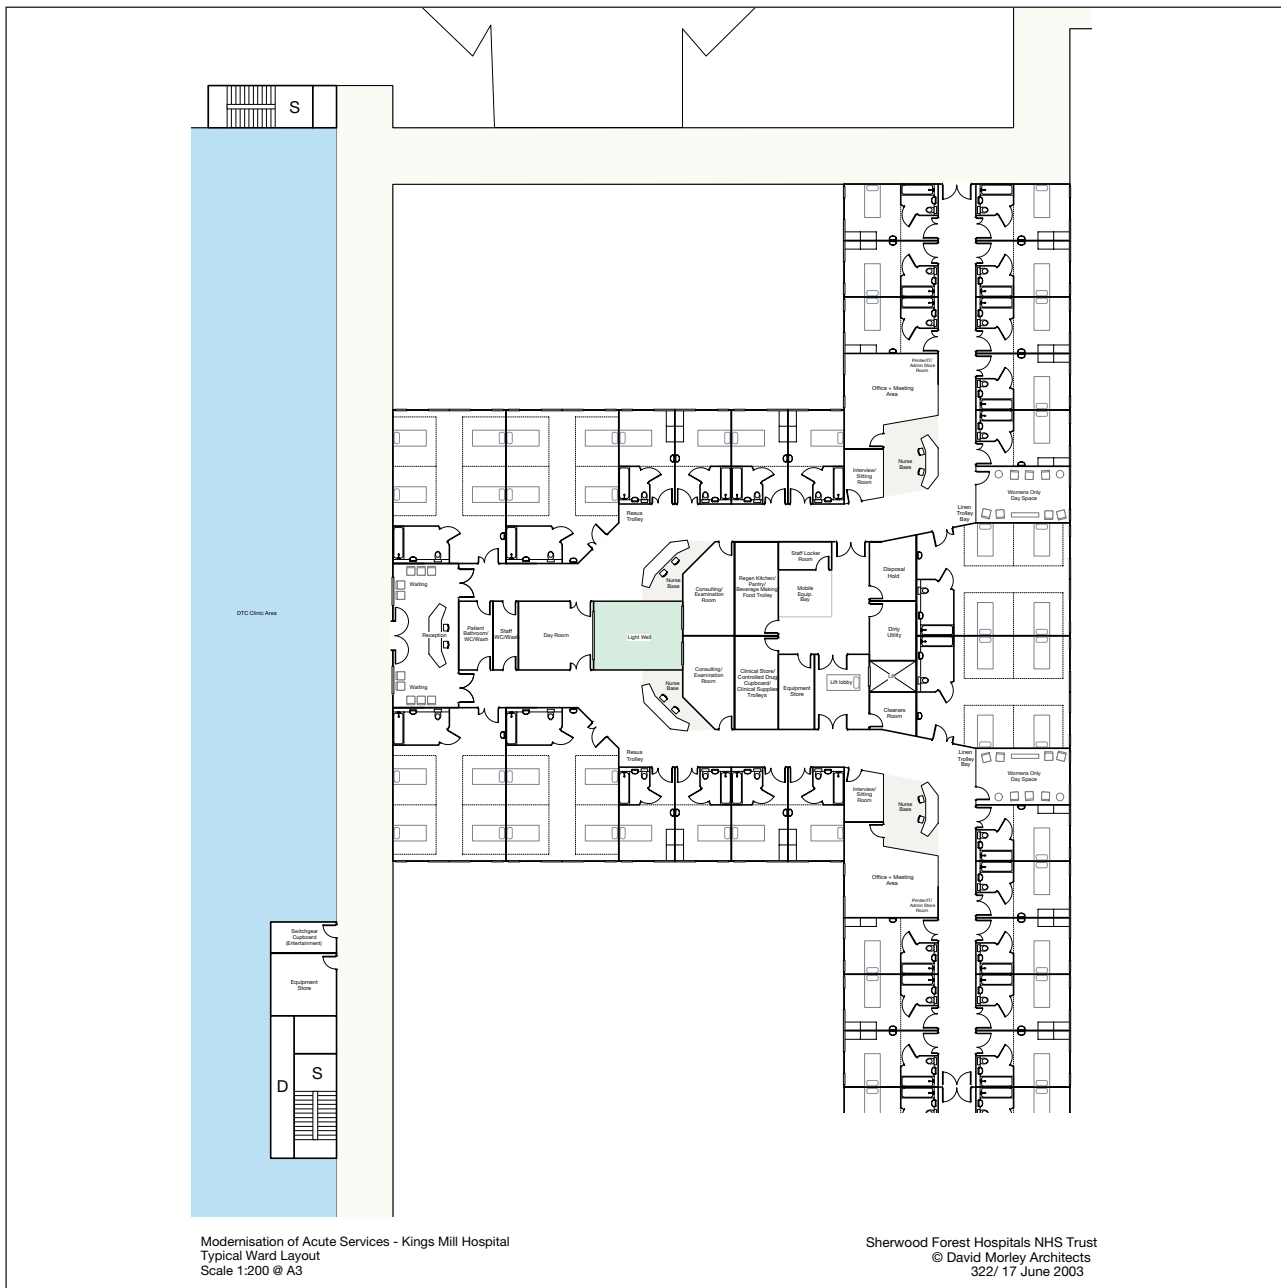 S
Printer/IT/
Admin Store
Room
Office + Meeting
Area
Nurse
Base
Interview/
Sitting
Room
Womens Only
Day Space
Linen
Trolley
Bay
Resus
Trolley
Staff Locker
Room
Disposal
Hold
Waiting
Nurse
Base
Consulting/
Examination
Room
Regen Kitchen/
Pantry/
Beverage Making/
Food Trolley
Mobile
Equip.
Bay
DTC Clinic Area
Reception
Patient
Bathroom/
WC/Wash
Staff
WC/Wash
Day Room
Light Well
Dirty
Utility
Waiting
Nurse
Base
Consulting/
Examination
Room
Clinical Store/
Controlled Drug
Cupboard/
Clinical Supplies
Trolleys
Equipment
Store
Lift lobby
Lift
Cleaners
Room
Resus
Trolley
Linen
Trolley
Bay
Womens Only
Day Space
Interview/
Sitting
Room
Nurse
Base
Office + Meeting
Area
Printer/IT/
Admin Store
Room
Switchgear
Cupboard
(Entertainment)
Equipment
Store
D
S
Modernisation of Acute Services - Kings Mill Hospital
Typical Ward Layout
Scale 1:200 @ A3
Sherwood Forest Hospitals NHS Trust
© David Morley Architects
322/ 17 June 2003